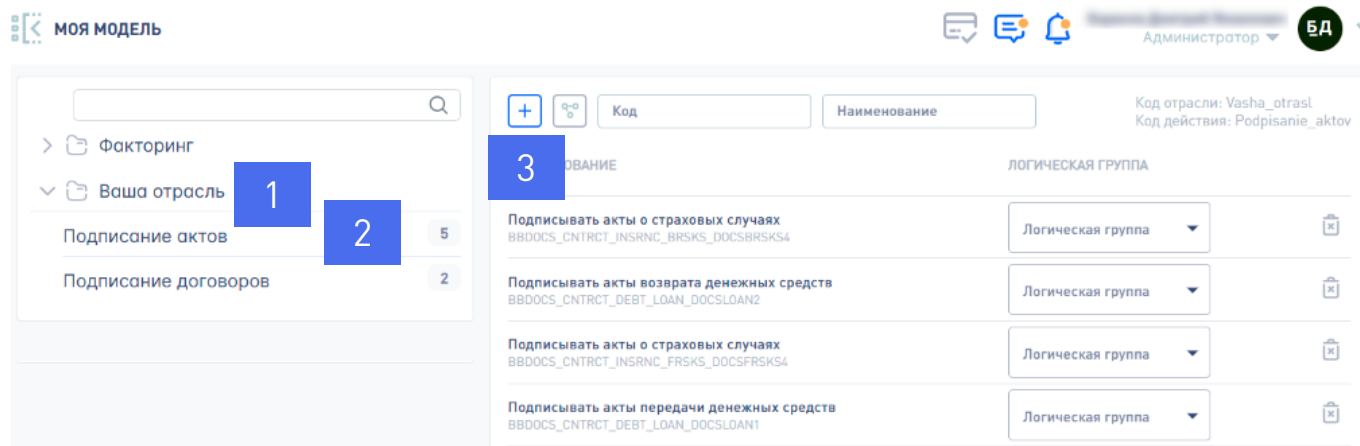 МОЯ МОДЕЛЬ
Администратор
БД
Факторинг
Ваша отрасль
1
Подписание актов
2
5
Подписание договоров
2
Код
Наименование
Код отрасли: Vasha_otrasl
Код действия: Podpisanie_aktov
3
ОВАНИЕ
ЛОГИЧЕСКАЯ ГРУППА
Подписывать акты о страховых случаях
BBDOCS_CNTRCT_INSRNC_BRSKS_DOCSBRSKS4
Логическая группа
Подписывать акты возврата денежных средств
BBDOCS_CNTRCT_DEBT_LOAN_DOCSLOAN2
Логическая группа
Подписывать акты о страховых случаях
BBDOCS_CNTRCT_INSRNC_FRSKS_DOCSFRSKS4
Логическая группа
Подписывать акты передачи денежных средств
BBDOCS_CNTRCT_DEBT_LOAN_DOCSLOAN1
Логическая группа